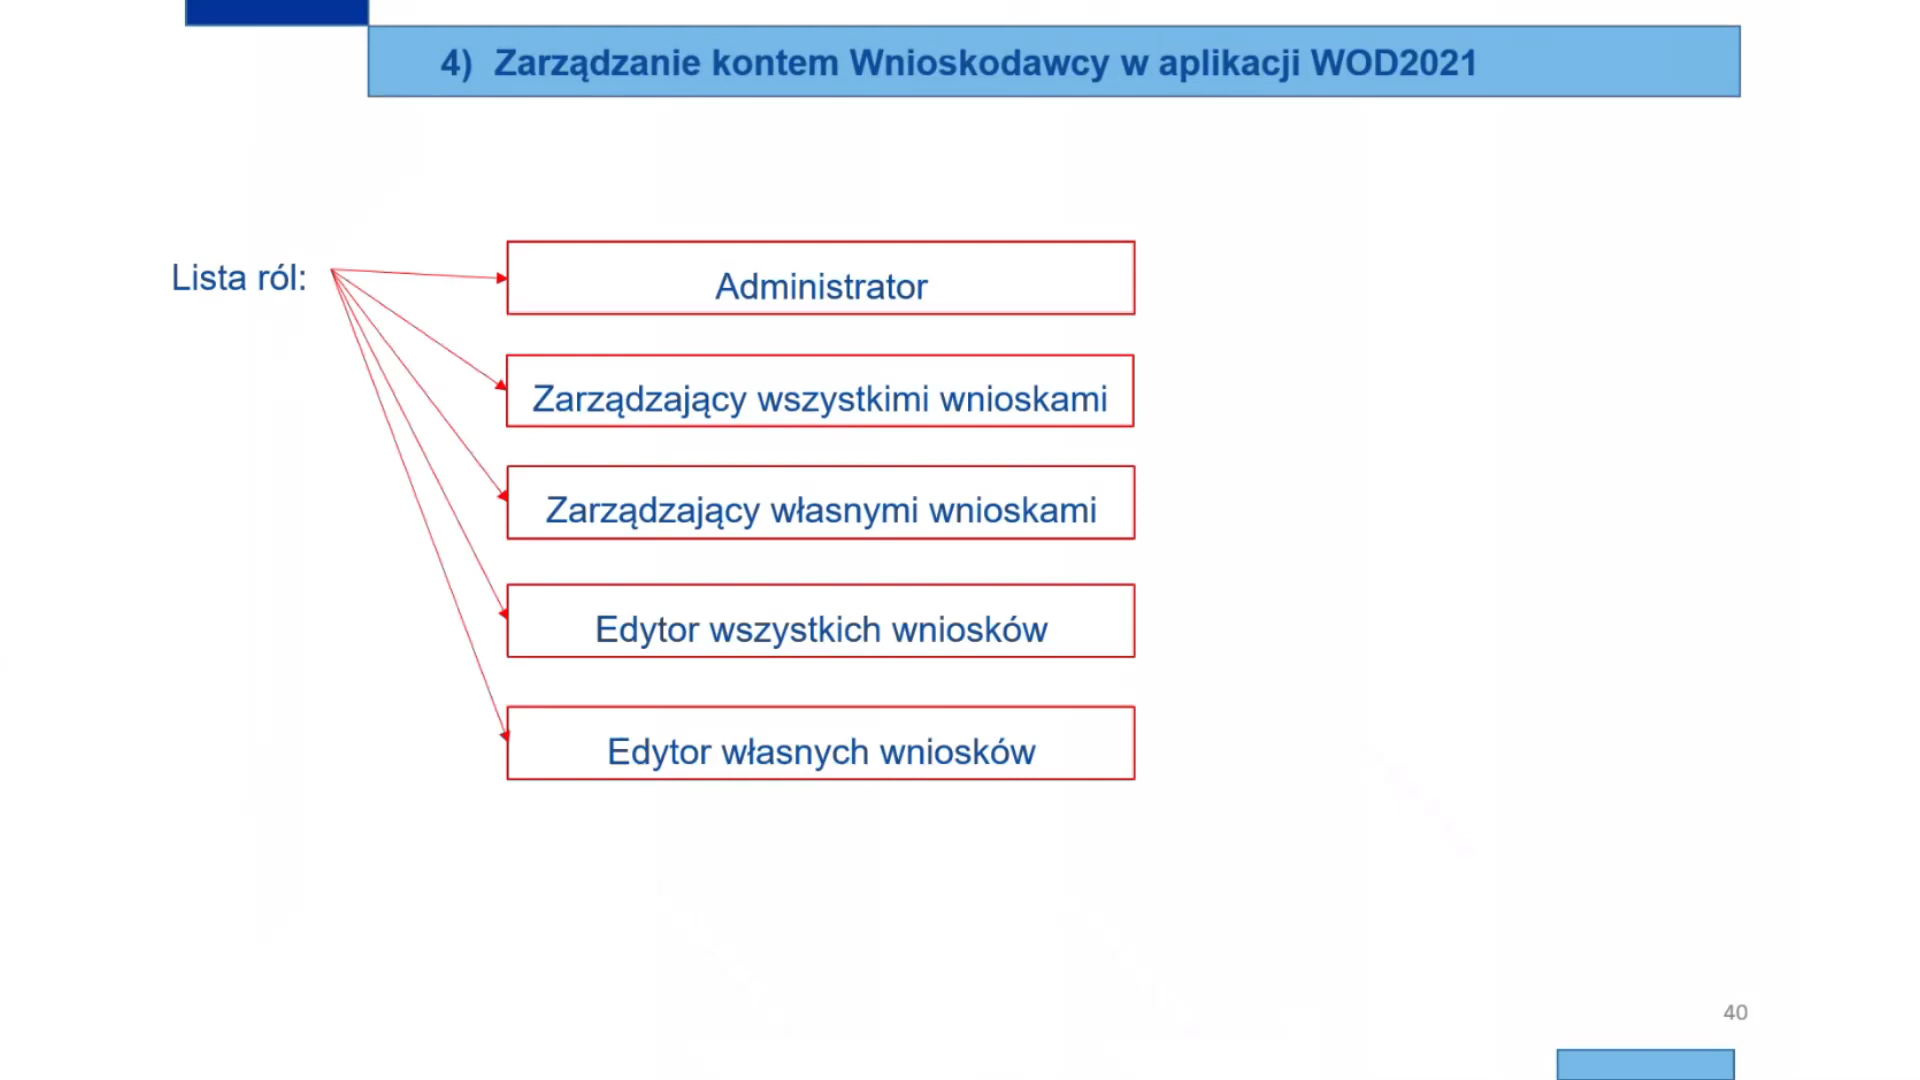 4) Zarządzanie kontem Wnioskodawcy w aplikacji WOD2021
Lista ról:
Administrator
Zarządzający wszystkimi wnioskami
Zarządzający własnymi wnioskami
Edytor wszystkich wniosków
Edytor własnych wniosków
40